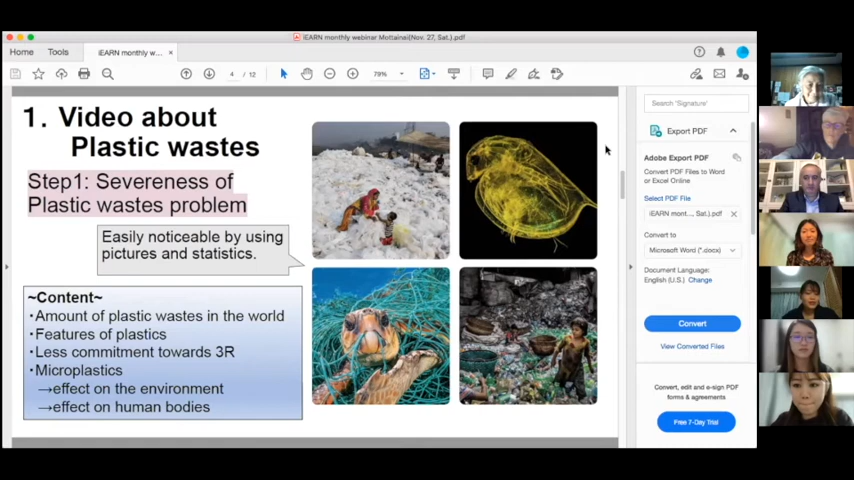 iEARN monthly webinar Mottainai(Nov. 27, Sat.).pdf
Home
Tools
iEARN monthly w...
×
4 / 12
79%
1. Video about
Plastic wastes
Step1: Severeness of
Plastic wastes problem
Easily noticeable by using
pictures and statistics.
~Content~
・Amount of plastic wastes in the world
・Features of plastics
・Less commitment towards 3R
・Microplastics
→effect on the environment
→effect on human bodies
Search 'Signature'
Export PDF
Adobe Export PDF
Convert PDF Files to Word
or Excel Online
Select PDF File
iEARN mont..., Sat.).pdf
Convert to
Microsoft Word (*.docx)
Document Language:
English (U.S.) Change
Convert
View Converted Files
Convert, edit and e-sign PDF
forms & agreements
Free 7-Day Trial